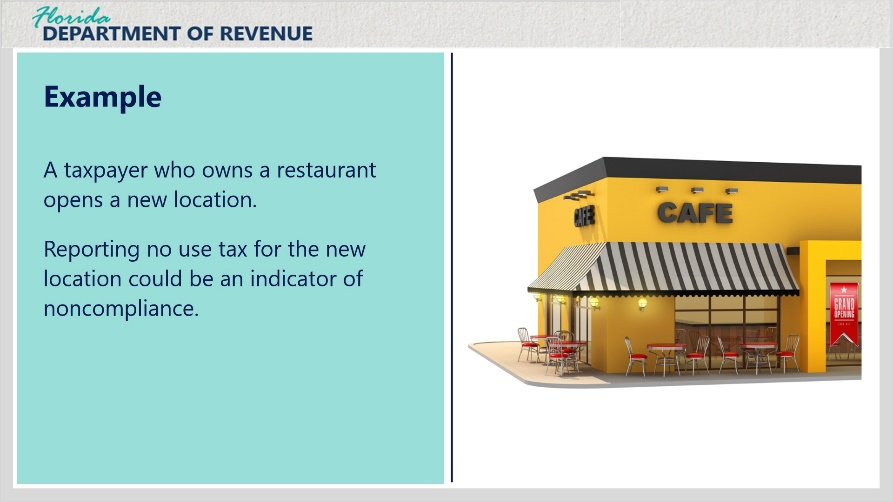 Florida
DEPARTMENT OF REVENUE
Example
A taxpayer who owns a restaurant
opens a new location.
Reporting no use tax for the new
location could be an indicator of
noncompliance.
CAFE
CAFE
GRAND
OPENING